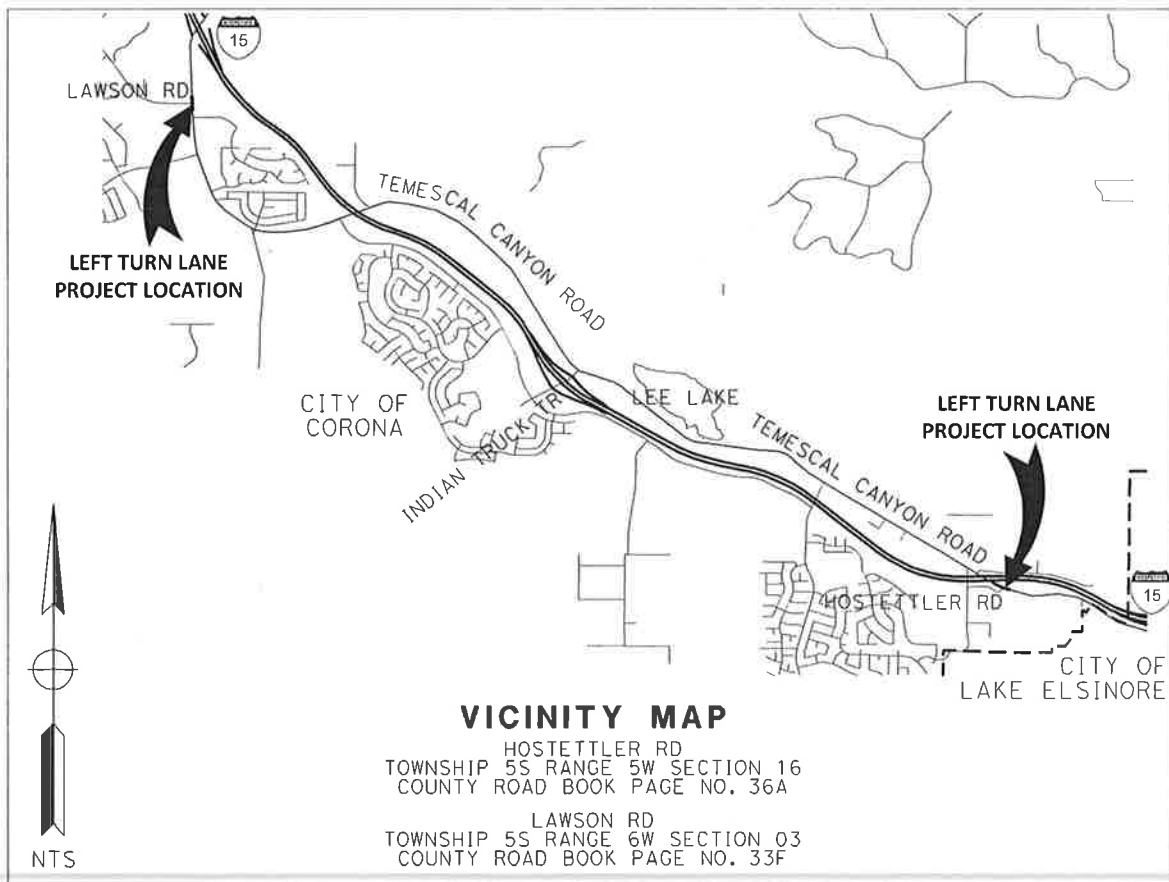 15
LAWSON RD
LEFT TURN LANE
PROJECT LOCATION
TEMESCAL CANYON ROAD
CITY OF
CORONA
INDIAN TRUCK TR
LEE LAKE
TEMESCAL CANYON ROAD
LEFT TURN LANE
PROJECT LOCATION
HOSTETTLER RD
15
CITY OF
LAKE ELSINORE
VICINITY MAP
HOSTETTLER RD
TOWNSHIP 5S RANGE 5W SECTION 16
COUNTY ROAD BOOK PAGE NO. 36A
LAWSON RD
TOWNSHIP 5S RANGE 6W SECTION 03
COUNTY ROAD BOOK PAGE NO. 33F
NTS